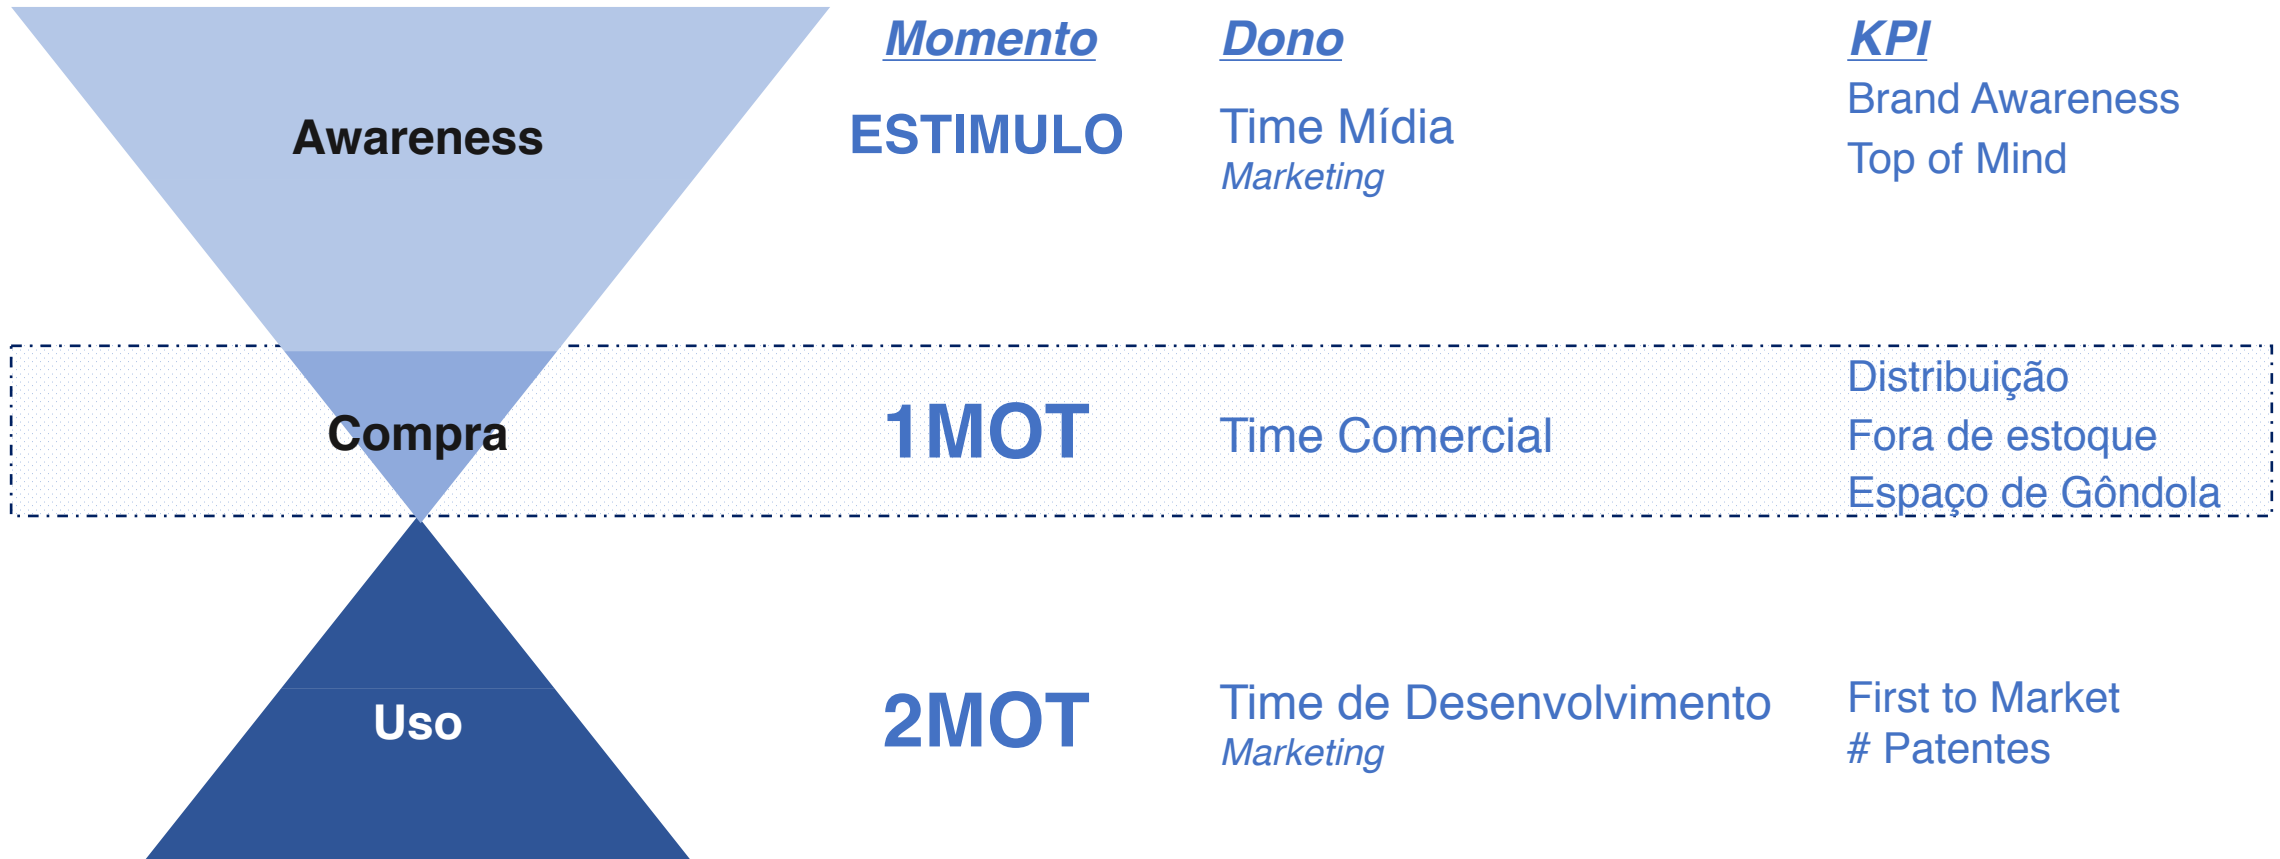 Momento
Dono
KPI
Awareness
ESTIMULO
Time Mídia
Marketing
Brand Awareness
Top of Mind
Compra
1MOT
Time Comercial
Distribuição
Fora de estoque
Espaço de Gôndola
Uso
2MOT
Time de Desenvolvimento
Marketing
First to Market
# Patentes